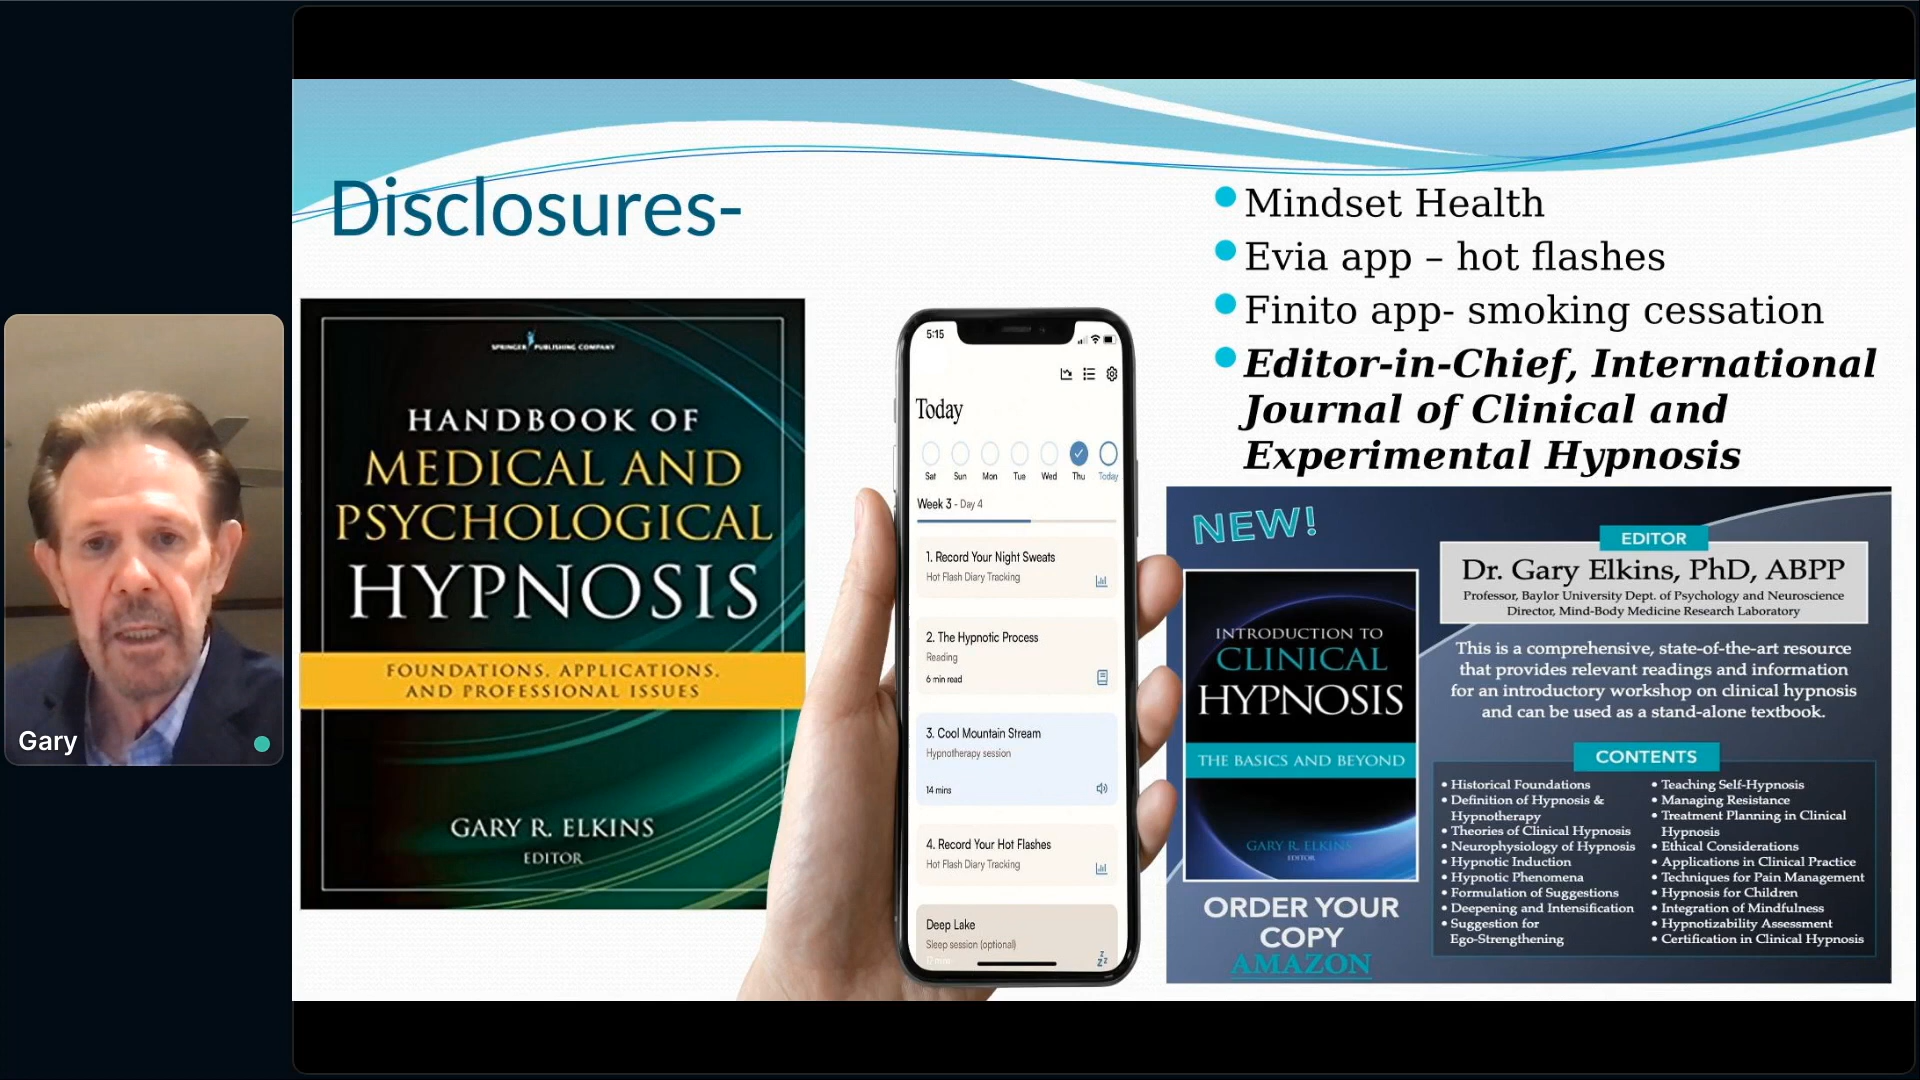 Disclosures-
Mindset Health
Evia app – hot flashes
Finito app- smoking cessation
Editor-in-Chief, International
Journal of Clinical and
Experimental Hypnosis
SPRINGER PUBLISHING COMPANY
HANDBOOK OF
MEDICAL AND
PSYCHOLOGICAL
HYPNOSIS
FOUNDATIONS, APPLICATIONS,
AND PROFESSIONAL ISSUES
GARY R. ELKINS
EDITOR
5:15
Today
Sat Sun Mon Tue Wed Thu Today
Week 3 - Day 4
1. Record Your Night Sweats
Hot Flash Diary Tracking
2. The Hypnotic Process
Reading
6 min read
3. Cool Mountain Stream
Hypnotherapy session
14 mins
4. Record Your Hot Flashes
Hot Flash Diary Tracking
Deep Lake
Sleep session (optional)
NEW!
INTRODUCTION TO
CLINICAL
HYPNOSIS
THE BASICS AND BEYOND
GARY R. ELKINS
EDITOR
ORDER YOUR
COPY
AMAZON
EDITOR
Dr. Gary Elkins, PhD, ABPP
Professor, Baylor University Dept. of Psychology and Neuroscience
Director, Mind-Body Medicine Research Laboratory
This is a comprehensive, state-of-the-art resource
that provides relevant readings and information
for an introductory workshop on clinical hypnosis
and can be used as a stand-alone textbook.
CONTENTS
• Historical Foundations
• Definition of Hypnosis &
Hypnotherapy
• Theories of Clinical Hypnosis
• Neurophysiology of Hypnosis
• Hypnotic Induction
• Hypnotic Phenomena
• Formulation of Suggestions
• Deepening and Intensification
• Suggestion for
Ego-Strengthening
• Teaching Self-Hypnosis
• Managing Resistance
• Treatment Planning in Clinical
Hypnosis
• Ethical Considerations
• Applications in Clinical Practice
• Techniques for Pain Management
• Hypnosis for Children
• Integration of Mindfulness
• Hypnotizability Assessment
• Certification in Clinical Hypnosis
Gary